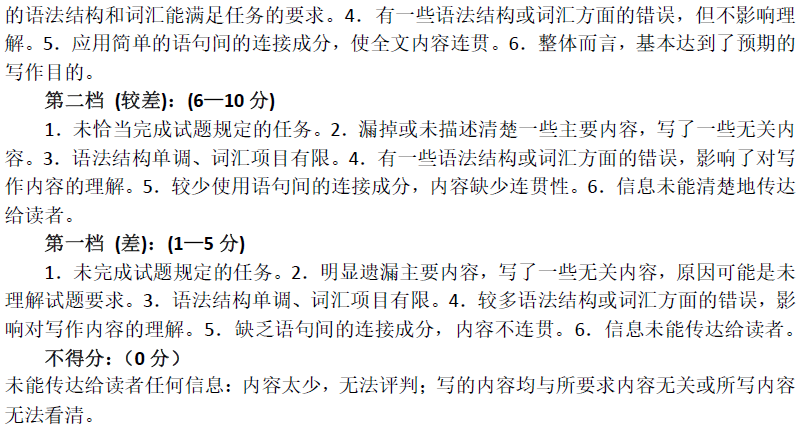 的语法结构和词汇能满足任务的要求。4．有一些语法结构或词汇方面的错误，但不影响理
解。5．应用简单的语句间的连接成分，使全文内容连贯。6．整体而言，基本达到了预期的
写作目的。
第二档 (较差)：(6—10 分)
1．未恰当完成试题规定的任务。2．漏掉或未描述清楚一些主要内容，写了一些无关内
容。3．语法结构单调、词汇项目有限。4．有一些语法结构或词汇方面的错误，影响了对写
作内容的理解。5．较少使用语句间的连接成分，内容缺少连贯性。6．信息未能清楚地传达
给读者。
第一档 (差)：(1—5 分)
1．未完成试题规定的任务。2．明显遗漏主要内容，写了一些无关内容，原因可能是未
理解试题要求。3．语法结构单调、词汇项目有限。4．较多语法结构或词汇方面的错误，影
响对写作内容的理解。5．缺乏语句间的连接成分，内容不连贯。6．信息未能传达给读者。
不得分：（0 分）
未能传达给读者任何信息：内容太少，无法评判；写的内容均与所要求内容无关或所写内容
无法看清。